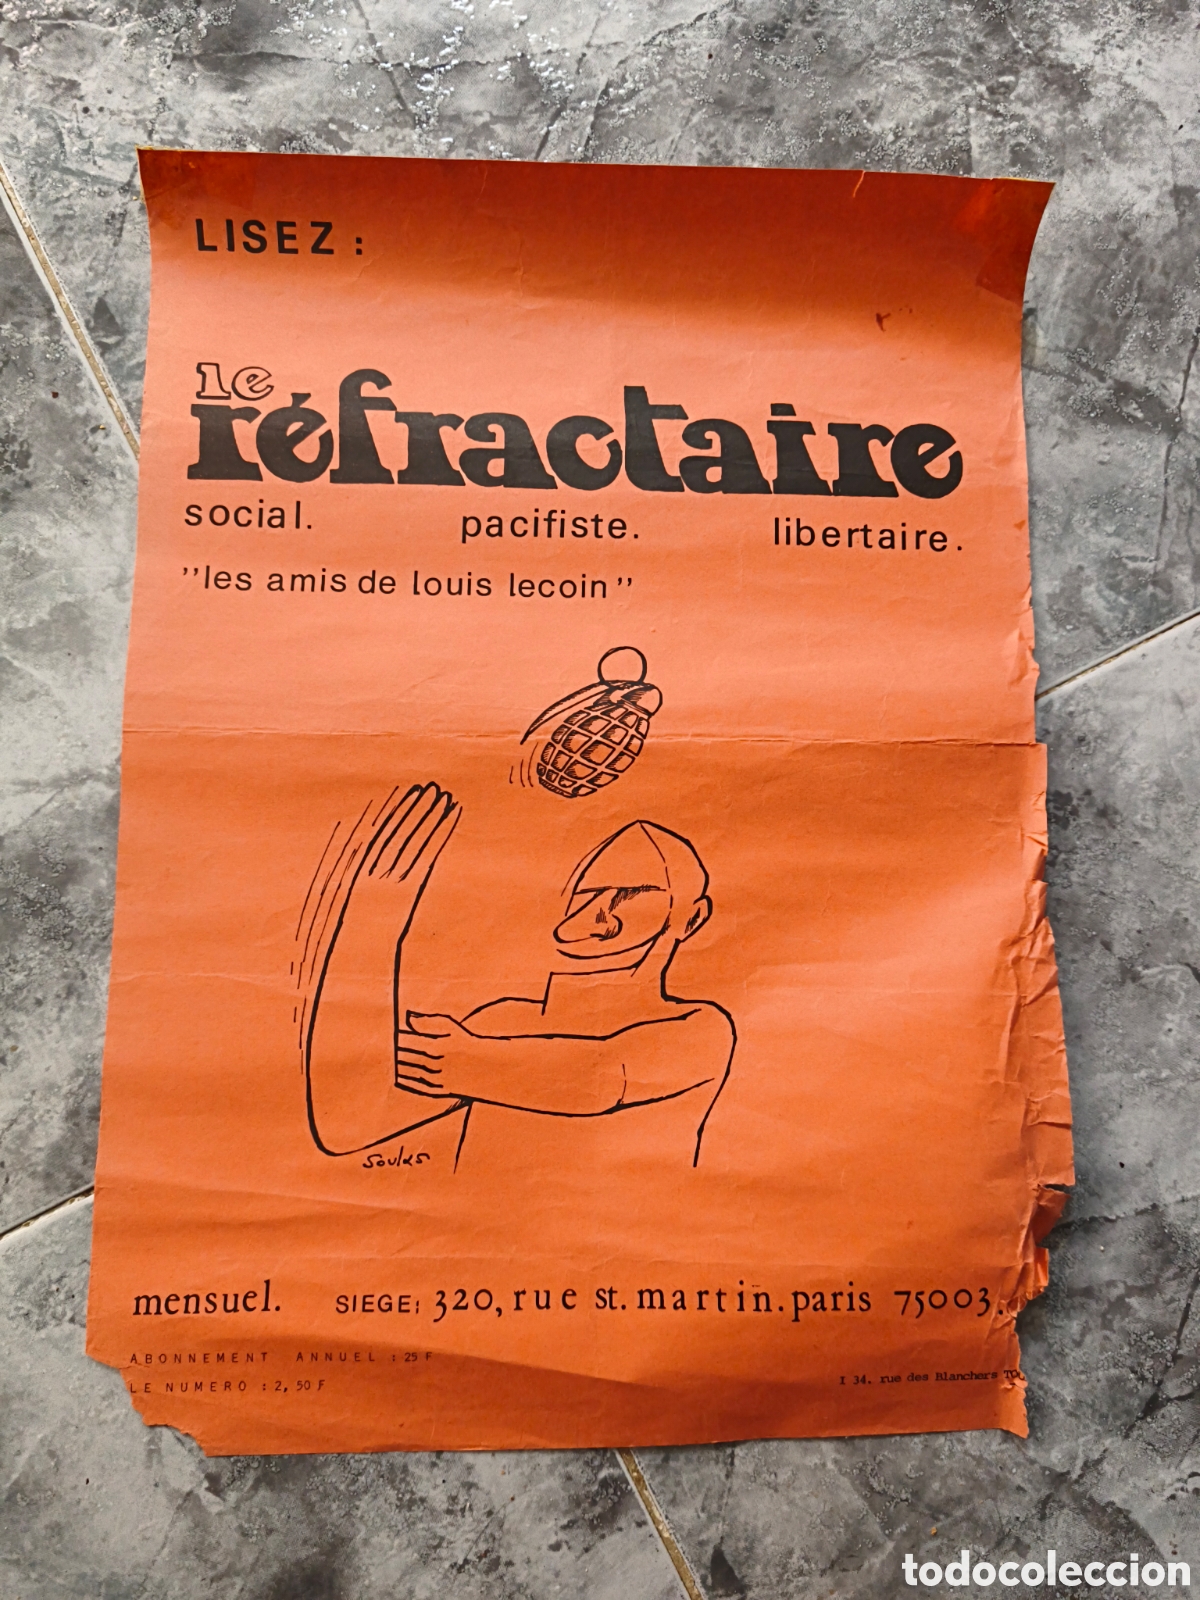 LISEZ :
le
réfractaire
social. pacifiste. libertaire.
"les amis de louis lecoin"
Soulas
mensuel. SIEGE: 320, rue st. martin. paris 75003.
ABONNEMENT ANNUEL : 25 F
LE NUMERO : 2,50 F
I 34. rue des Blanchers
todocoleccion